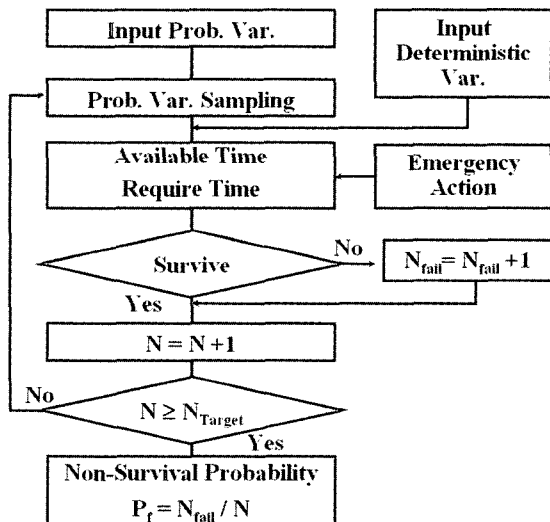 Input Prob. Var.
Input
Deterministic
Var.
Prob. Var. Sampling
Available Time
Require Time
Emergency
Action
Survive
No
N_fail = N_fail +1
Yes
N = N +1
No
N ≥ N_Target
Yes
Non-Survival Probability
P_f = N_fail / N